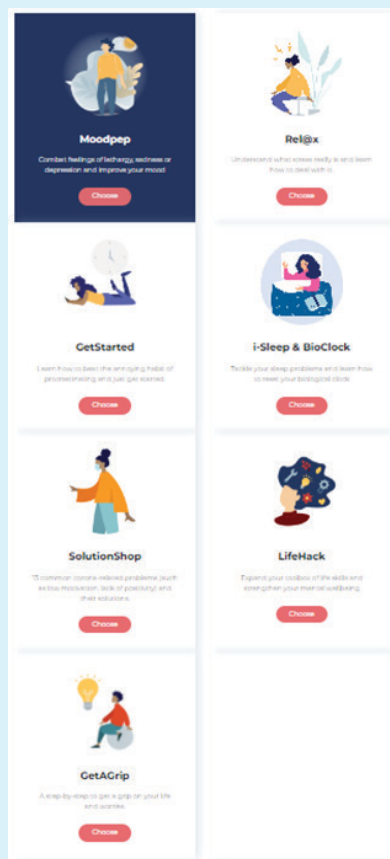 Moodpep
Combat feelings of lethargy, sadness or
depression and improve your mood
Choose
Rel@x
Understand what stress really is and learn
how to deal with it.
Choose
GetStarted
Learn how to beat the annoying habit of
procrastinating and just get started
Choose
i-Sleep & BioClock
Tackle your sleep problems and learn how
to reset your biological clock
Choose
SolutionShop
13 common corona-related problems (such
as low motivation, lack of positivity) and
their solutions.
Choose
LifeHack
Expand your toolbox of life skills and
strengthen your mental wellbeing
Choose
GetAGrip
A step-by-step to get a grip on your life
and worries.
Choose